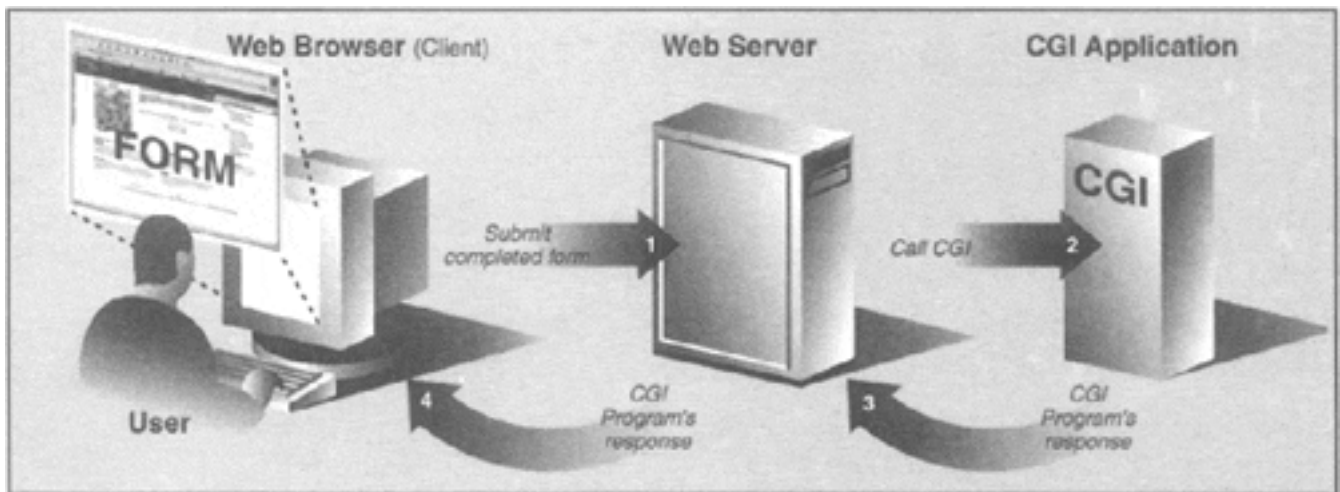 Web Browser (Client)
Web Server
CGI Application
FORM
CGI
Submit
completed form
1
Call CGI
2
4
CGI
Program's
response
3
CGI
Program's
response
User